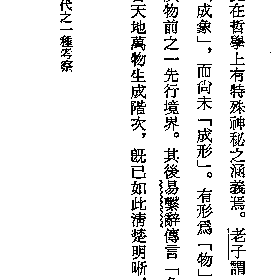 在哲學上有特殊神秘之涵義焉。老子謂
成象」，而尚未「成形」。有形爲「物」
物前之一先行境界。其後易繫辭傳言「
天地萬物生成階次，既已如此清楚明晰，
代之一種考察